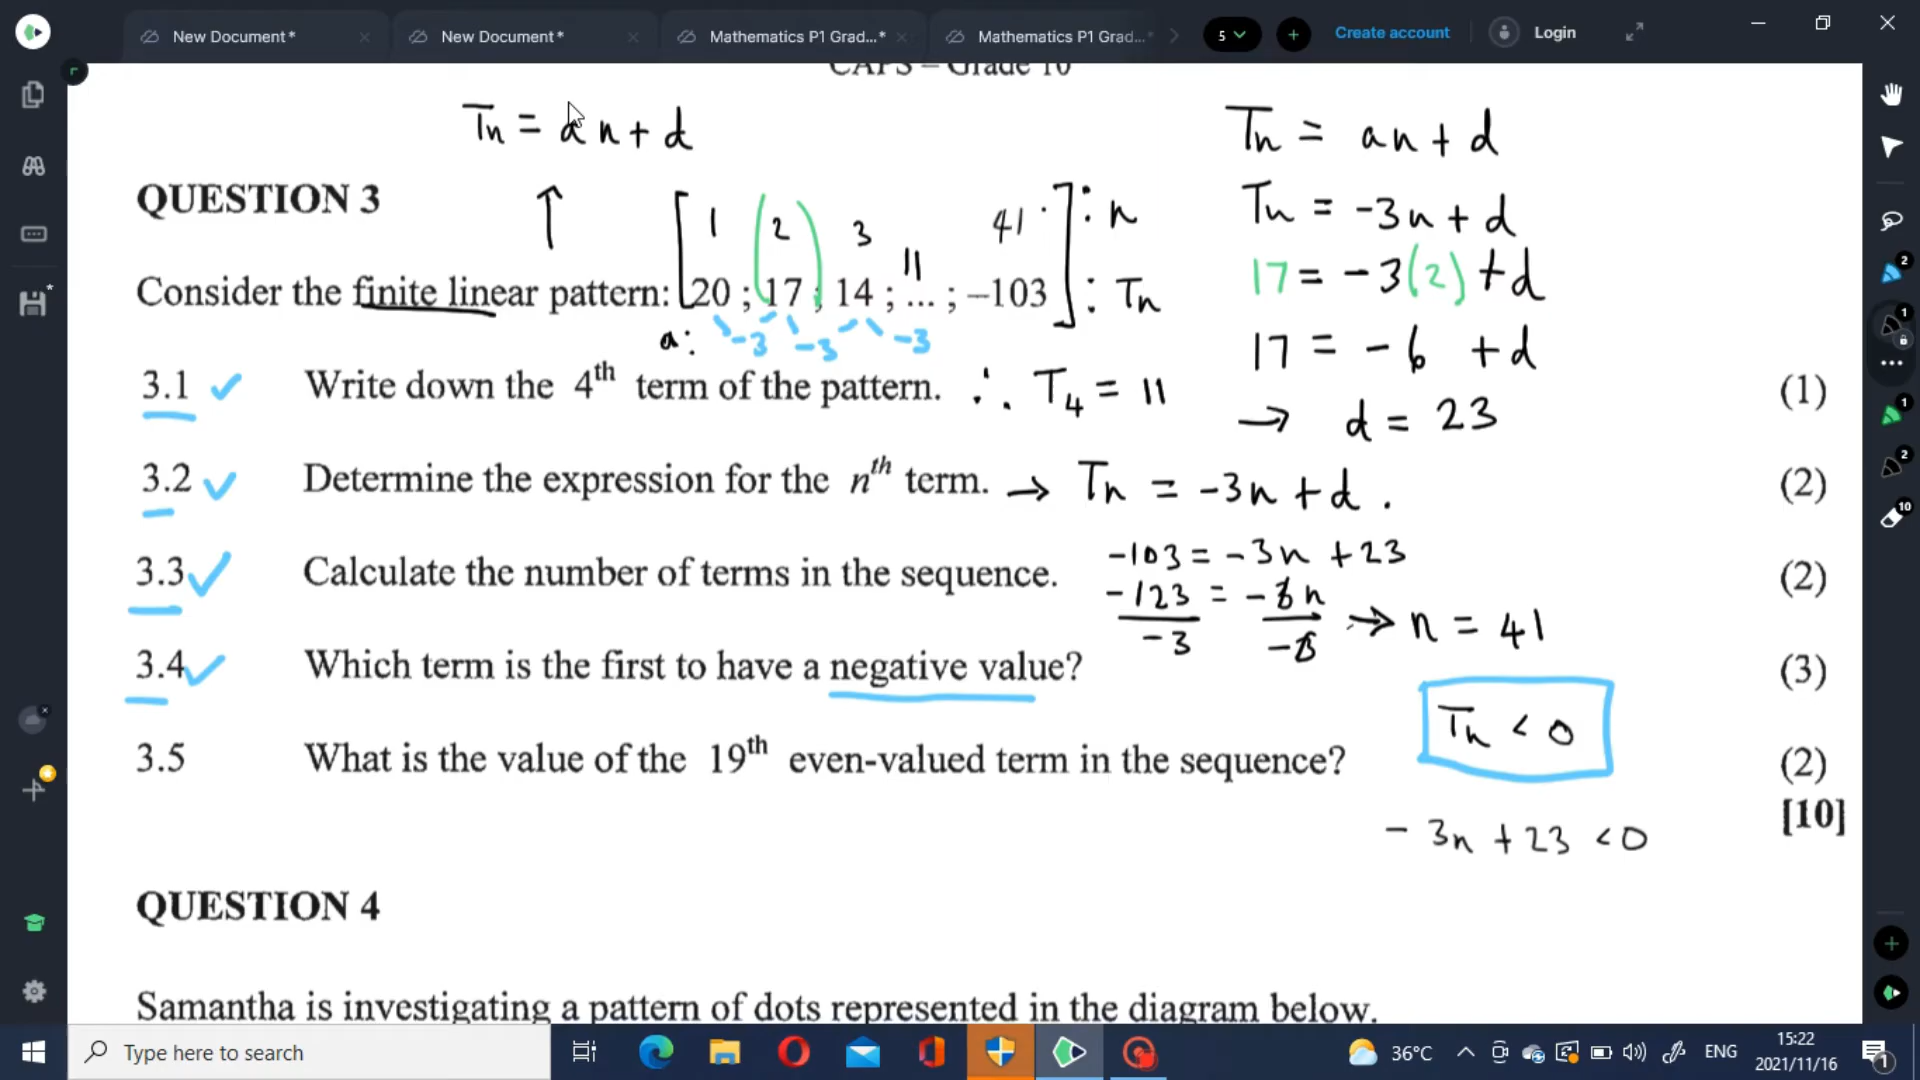 New Document*
New Document*
Mathematics P1 Grad...*
Mathematics P1 Grad...*
5
Create account
Login
CAPS – Grade 10
Tn = an + d
Tn = an + d
QUESTION 3
1 2 3 41 : n
Tn = -3n + d
11
Consider the finite linear pattern: 20 ; 17 ; 14 ; ... ; –103 : Tn
17 = -3(2) + d
a: -3 -3 -3
17 = -6 + d
3.1 Write down the 4th term of the pattern. ∴ T4 = 11 (1)
→ d = 23
3.2 Determine the expression for the nth term. → Tn = -3n + d . (2)
-103 = -3n + 23
3.3 Calculate the number of terms in the sequence. (2)
-123 = -3n
-3 -3 → n = 41
3.4 Which term is the first to have a negative value? (3)
Tn < 0
3.5 What is the value of the 19th even-valued term in the sequence? (2)
[10]
- 3n + 23 < 0
QUESTION 4
Samantha is investigating a pattern of dots represented in the diagram below.
2
1
1
2
10
Type here to search
36°C
ENG
15:22
2021/11/16
1